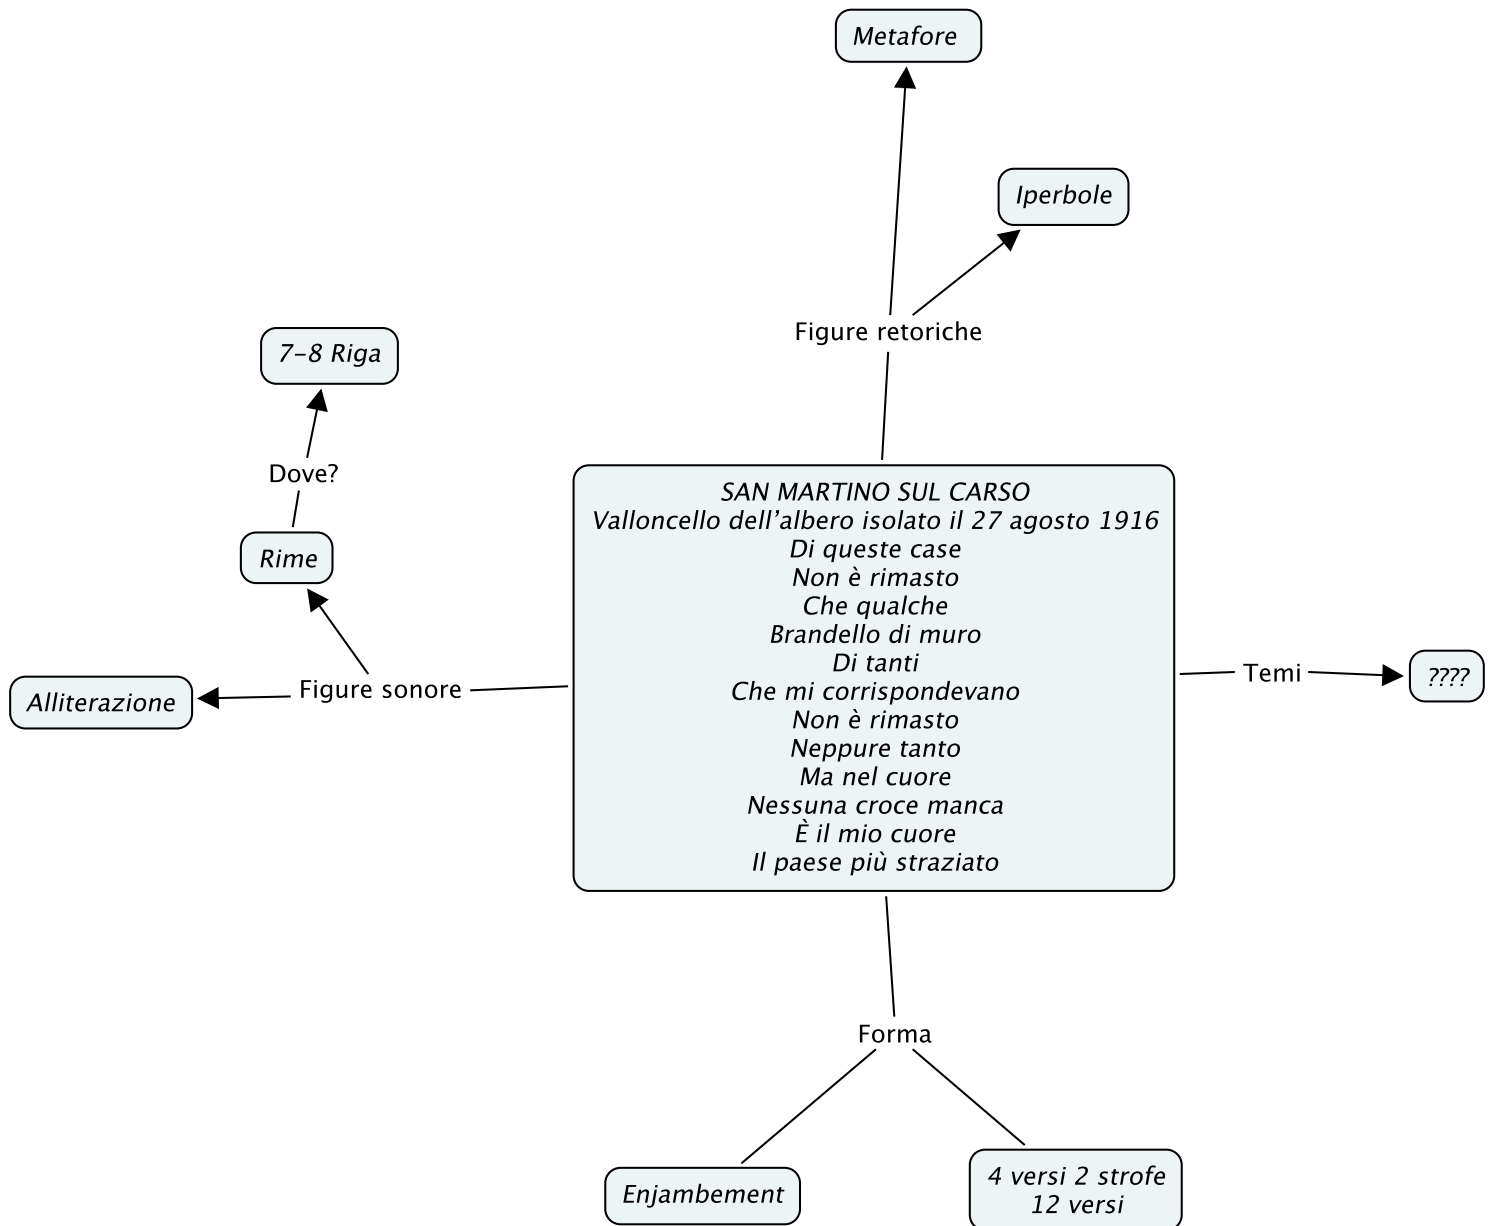 Metafore
Iperbole
Figure retoriche
7-8 Riga
Dove?
Rime
Alliterazione
Figure sonore
SAN MARTINO SUL CARSO
Valloncello dell'albero isolato il 27 agosto 1916
Di queste case
Non è rimasto
Che qualche
Brandello di muro
Di tanti
Che mi corrispondevano
Non è rimasto
Neppure tanto
Ma nel cuore
Nessuna croce manca
È il mio cuore
Il paese più straziato
Temi
????
Forma
Enjambement
4 versi 2 strofe
12 versi